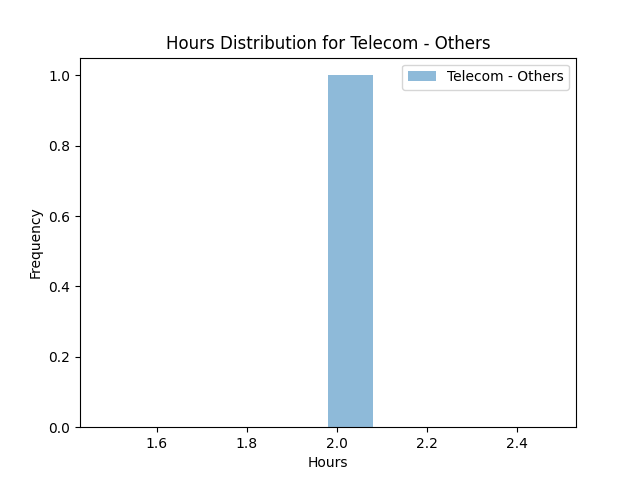 Hours Distribution for Telecom - Others
Telecom - Others
1.0
0.8
0.6
0.4
0.2
0.0
Frequency
1.6 1.8 2.0 2.2 2.4
Hours